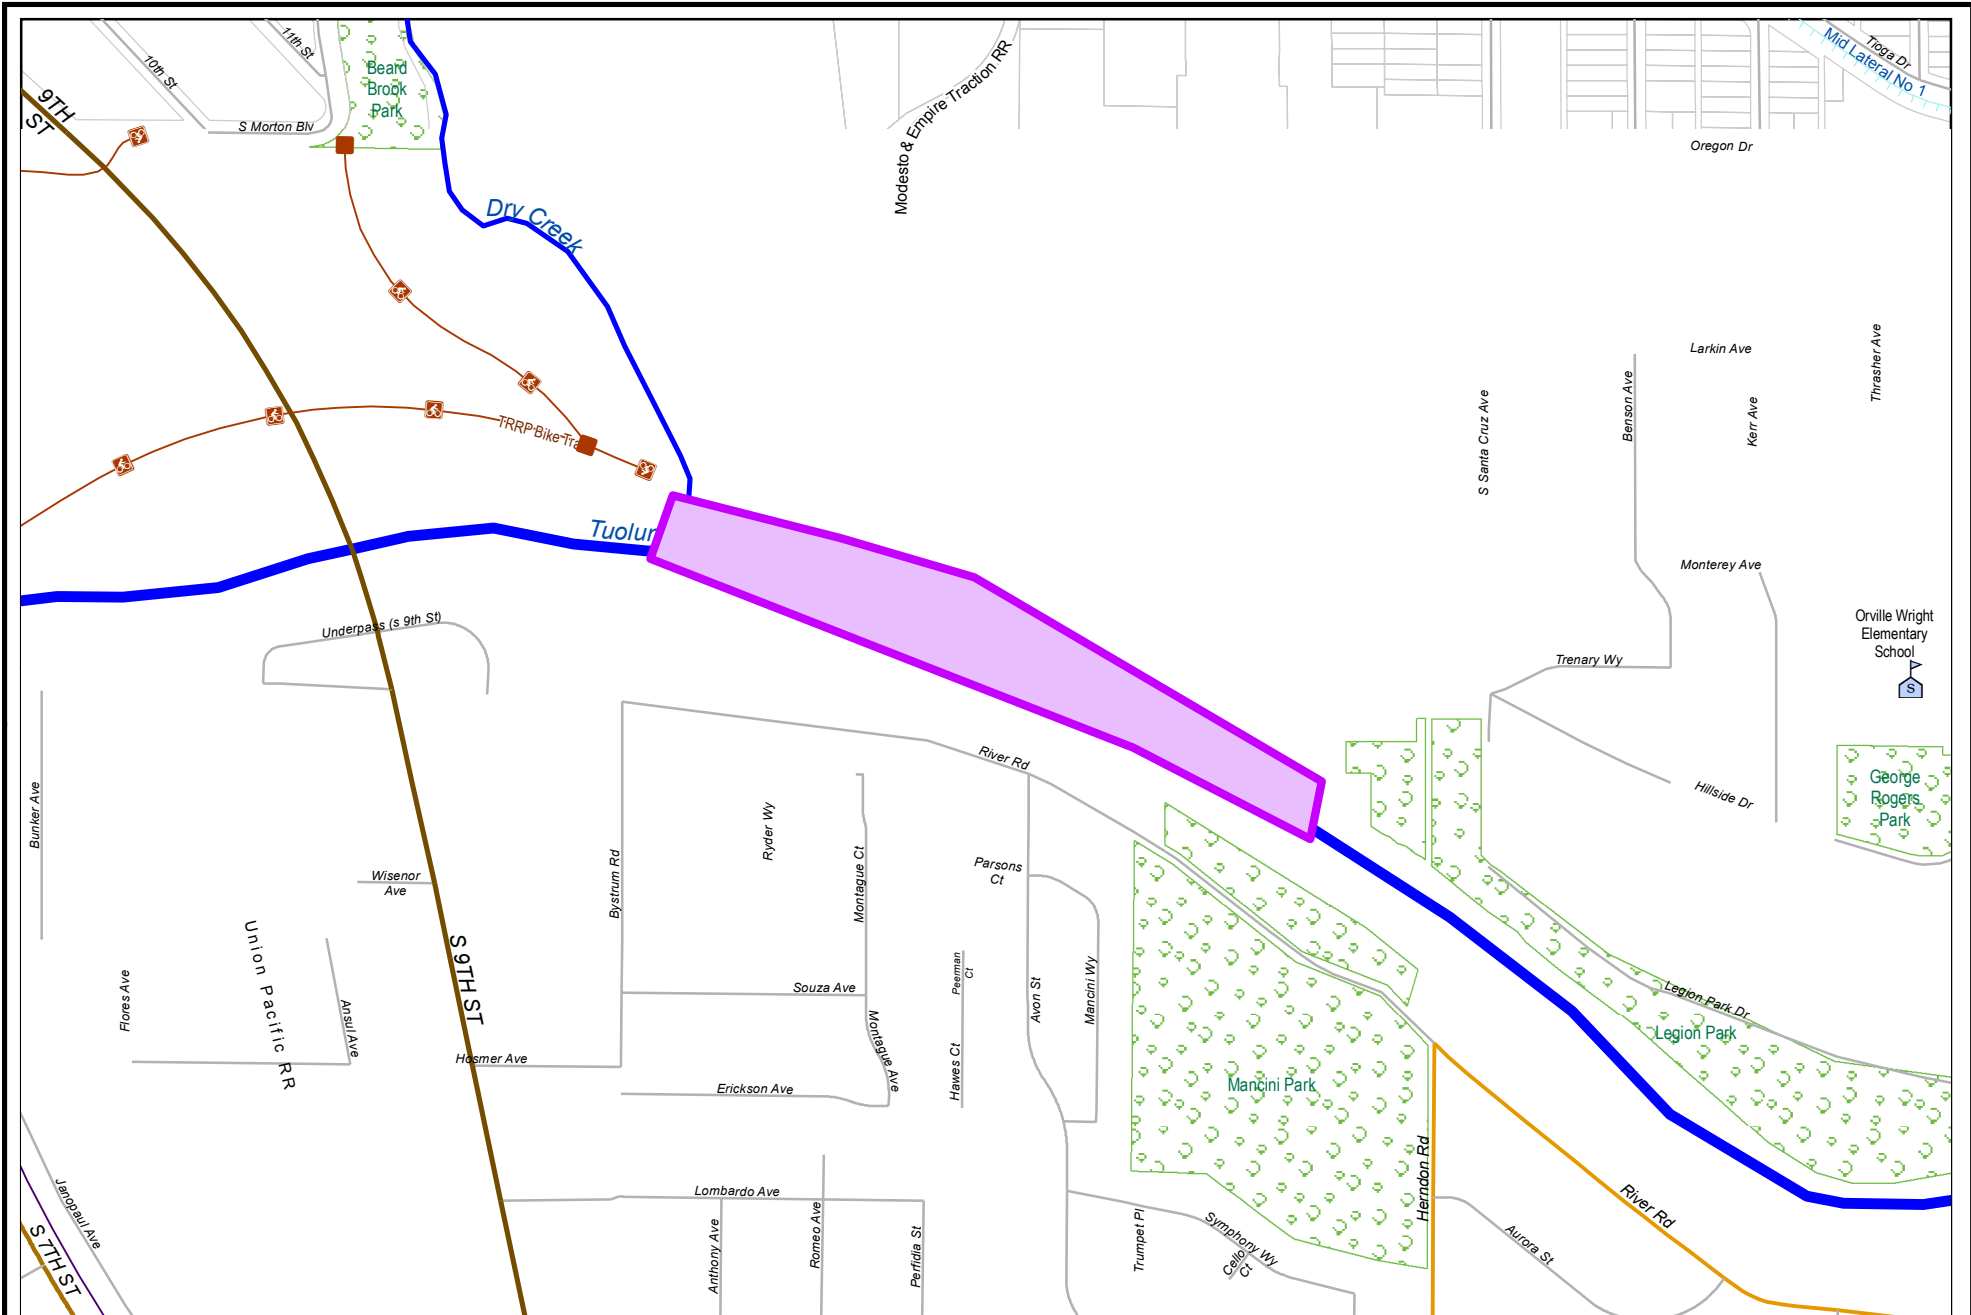 11th St
10th St
Beard
Brook
Park
9TH
ST
S Morton Blv
Modesto & Empire Traction RR
Tioga Dr
Mid Lateral No 1
Oregon Dr
Dry Creek
Larkin Ave
Thrasher Ave
Benson Ave
S Santa Cruz Ave
Kerr Ave
TRRP Bike Tra
Tuolur
Monterey Ave
Underpass (s 9th St)
Orville Wright
Elementary
School
S
Trenary Wy
River Rd
Hillside Dr
George
Rogers
Park
Bunker Ave
Ryder Wy
Montague Ct
Bystrum Rd
Parsons
Ct
Wisenor
Ave
Union Pacific RR
S 9TH ST
Flores Ave
Ansul Ave
Souza Ave
Peerman
Ct
Avon St
Mancini Wy
Legion Park Dr
Legion Park
Montague Ave
Hosmer Ave
Hawes Ct
Erickson Ave
Mancini Park
Herndon Rd
Janopaul Ave
Lombardo Ave
Anthony Ave
Romeo Ave
Perfidia St
Trumpet Pl
Symphony Wy
Cello
Ct
River Rd
Aurora St
S 7TH ST